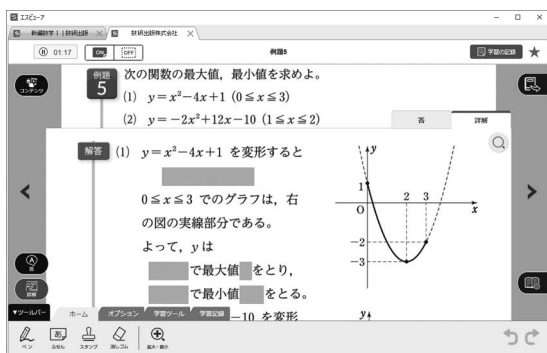 エスビューア
新編数学Ⅰ|数研出版
数研出版株式会社
01:17
ON
OFF
例題5
学習の記録
コンテンツ
例題
5
次の関数の最大値，最小値を求めよ。
(1) y=x²−4x+1 (0≦x≦3)
(2) y=−2x²+12x−10 (1≦x≦2)
答
詳解
解答 (1) y=x²−4x+1 を変形すると
0≦x≦3 でのグラフは，右
の図の実線部分である。
よって，yは
で最大値 をとり，
で最小値 をとる。
−10 を変形
y
1
O
2 3
x
−2
−3
y
答
詳解
▼ツールバー
ホーム
オプション
学習ツール
学習記録
ペン
ふせん
スタンプ
消しゴム
拡大・縮小